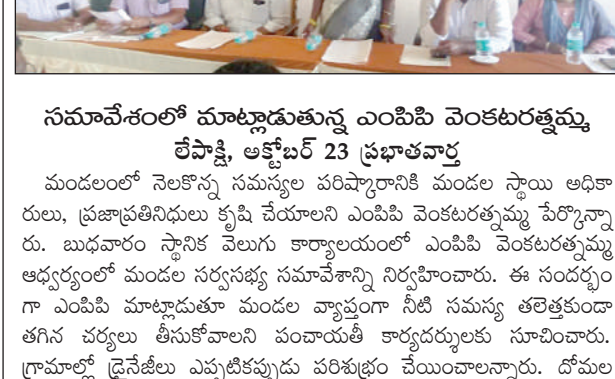 సమావేశంలో మాట్లాడుతున్న ఎంపిపి వెంకటరత్నమ్మ
లేపాక్షి, అక్టోబర్ 23 ప్రభాతవార్త
మండలంలో నెలకొన్న సమస్యల పరిష్కారానికి మండల స్థాయి అధికా
రులు, ప్రజాప్రతినిధులు కృషి చేయాలని ఎంపిపి వెంకటరత్నమ్మ పేర్కొన్నా
రు. బుధవారం స్థానిక వెలుగు కార్యాలయంలో ఎంపిపి వెంకటరత్నమ్మ
ఆధ్వర్యంలో మండల సర్వసభ్య సమావేశాన్ని నిర్వహించారు. ఈ సందర్భం
గా ఎంపిపి మాట్లాడుతూ మండల వ్యాప్తంగా నీటి సమస్య తలెత్తకుండా
తగిన చర్యలు తీసుకోవాలని పంచాయతీ కార్యదర్శులకు సూచించారు.
గ్రామాల్లో డ్రైనేజీలు ఎప్పటికప్పుడు పరిశుభ్రం చేయించాలన్నారు. దోమల